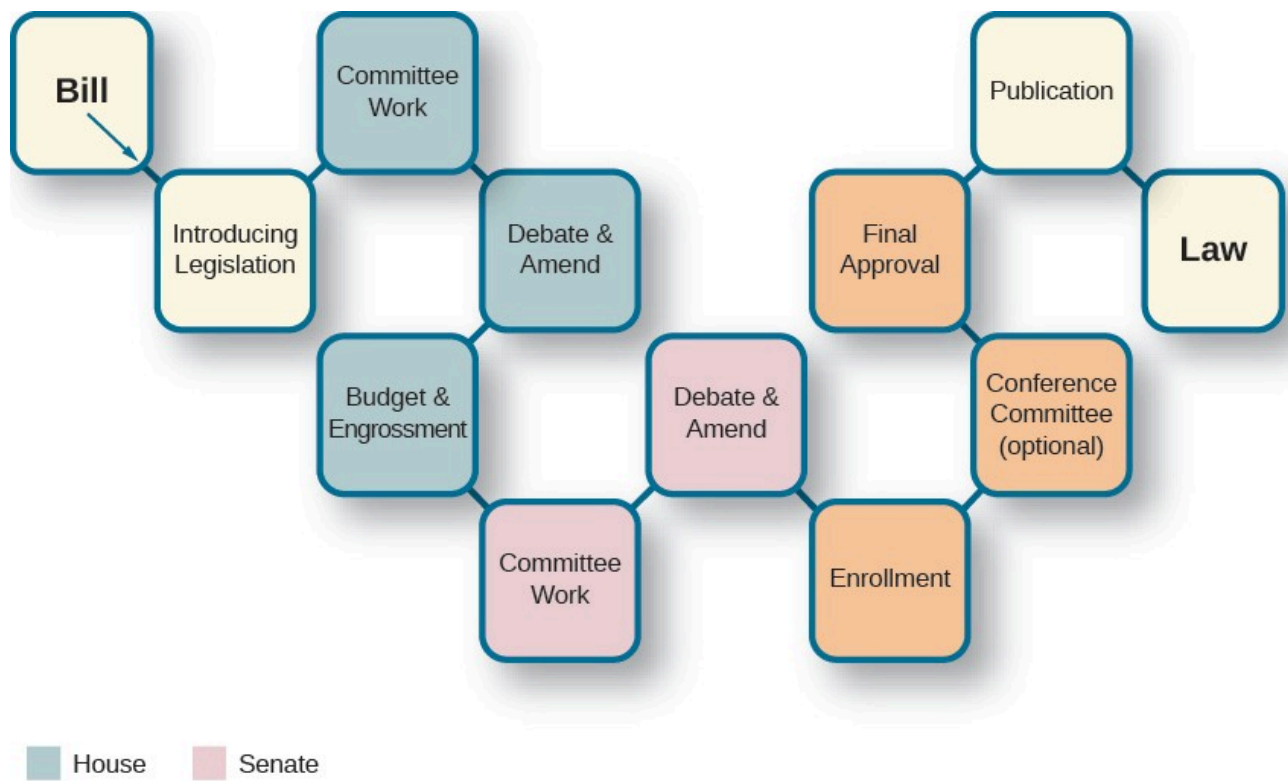 Bill
Introducing
Legislation
Committee
Work
Debate &
Amend
Budget &
Engrossment
Committee
Work
Debate &
Amend
Enrollment
Conference
Committee
(optional)
Final
Approval
Publication
Law
House
Senate